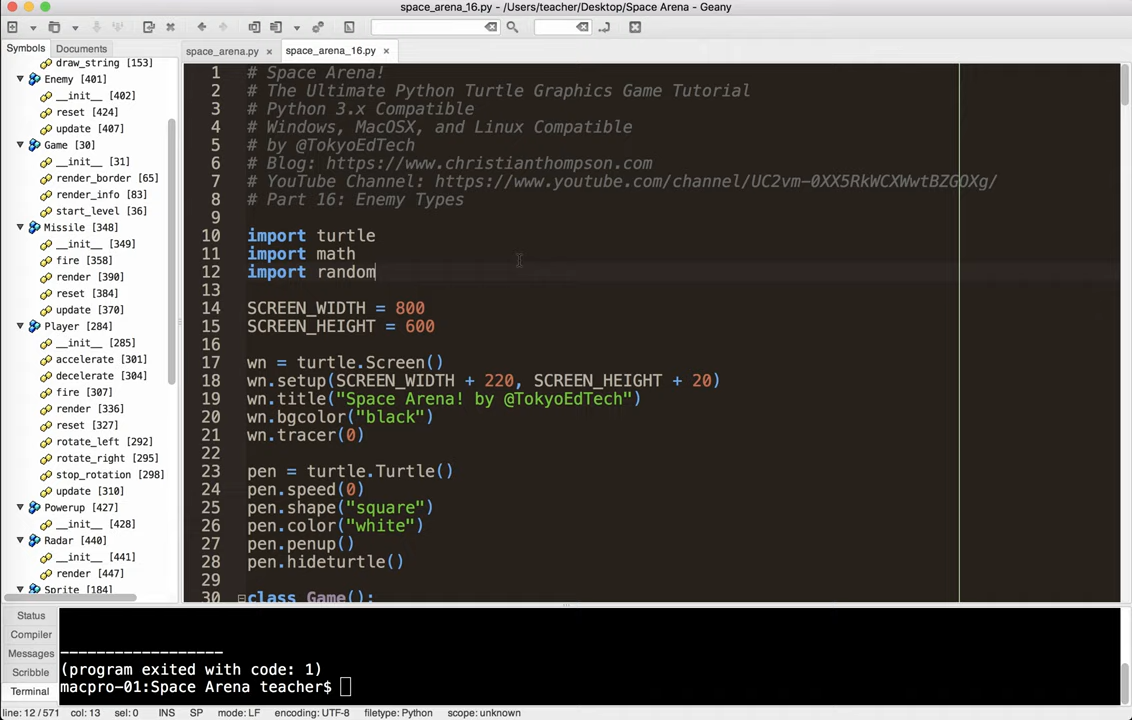 space_arena_16.py - /Users/teacher/Desktop/Space Arena - Geany
Symbols Documents
space_arena.py × space_arena_16.py ×
draw_string [153]
Enemy [401]
__init__ [402]
reset [424]
update [407]
Game [30]
__init__ [31]
render_border [65]
render_info [83]
start_level [36]
Missile [348]
__init__ [349]
fire [358]
render [390]
reset [384]
update [370]
Player [284]
__init__ [285]
accelerate [301]
decelerate [304]
fire [307]
render [336]
reset [327]
rotate_left [292]
rotate_right [295]
stop_rotation [298]
update [310]
Powerup [427]
__init__ [428]
Radar [440]
__init__ [441]
render [447]
Sprite [184]
1 # Space Arena!
2 # The Ultimate Python Turtle Graphics Game Tutorial
3 # Python 3.x Compatible
4 # Windows, MacOSX, and Linux Compatible
5 # by @TokyoEdTech
6 # Blog: https://www.christianthompson.com
7 # YouTube Channel: https://www.youtube.com/channel/UC2vm-0XX5RkWCXWwtBZGOXg/
8 # Part 16: Enemy Types
9
10 import turtle
11 import math
12 import random
13
14 SCREEN_WIDTH = 800
15 SCREEN_HEIGHT = 600
16
17 wn = turtle.Screen()
18 wn.setup(SCREEN_WIDTH + 220, SCREEN_HEIGHT + 20)
19 wn.title("Space Arena! by @TokyoEdTech")
20 wn.bgcolor("black")
21 wn.tracer(0)
22
23 pen = turtle.Turtle()
24 pen.speed(0)
25 pen.shape("square")
26 pen.color("white")
27 pen.penup()
28 pen.hideturtle()
29
30 class Game():
Status
Compiler
Messages
Scribble
Terminal
------------------
(program exited with code: 1)
macpro-01:Space Arena teacher$
line: 12 / 571 col: 13 sel: 0 INS SP mode: LF encoding: UTF-8 filetype: Python scope: unknown